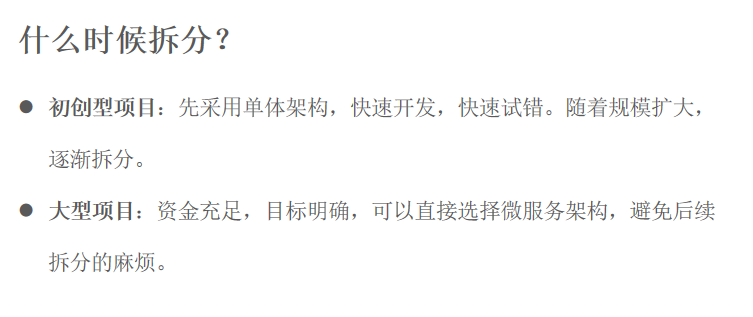 什么时候拆分？
● 初创型项目：先采用单体架构，快速开发，快速试错。随着规模扩大，
逐渐拆分。
● 大型项目：资金充足，目标明确，可以直接选择微服务架构，避免后续
拆分的麻烦。